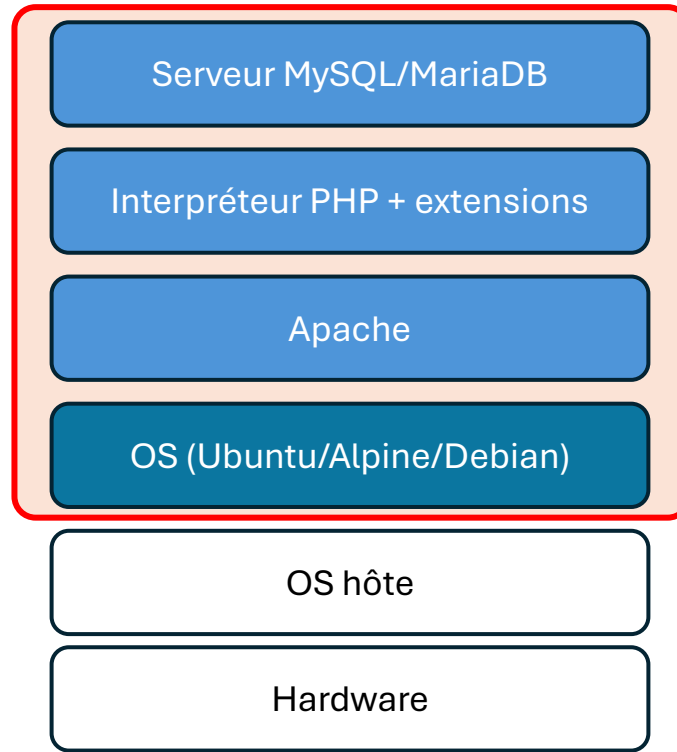 Serveur MySQL/MariaDB
Interpréteur PHP + extensions
Apache
OS (Ubuntu/Alpine/Debian)
OS hôte
Hardware